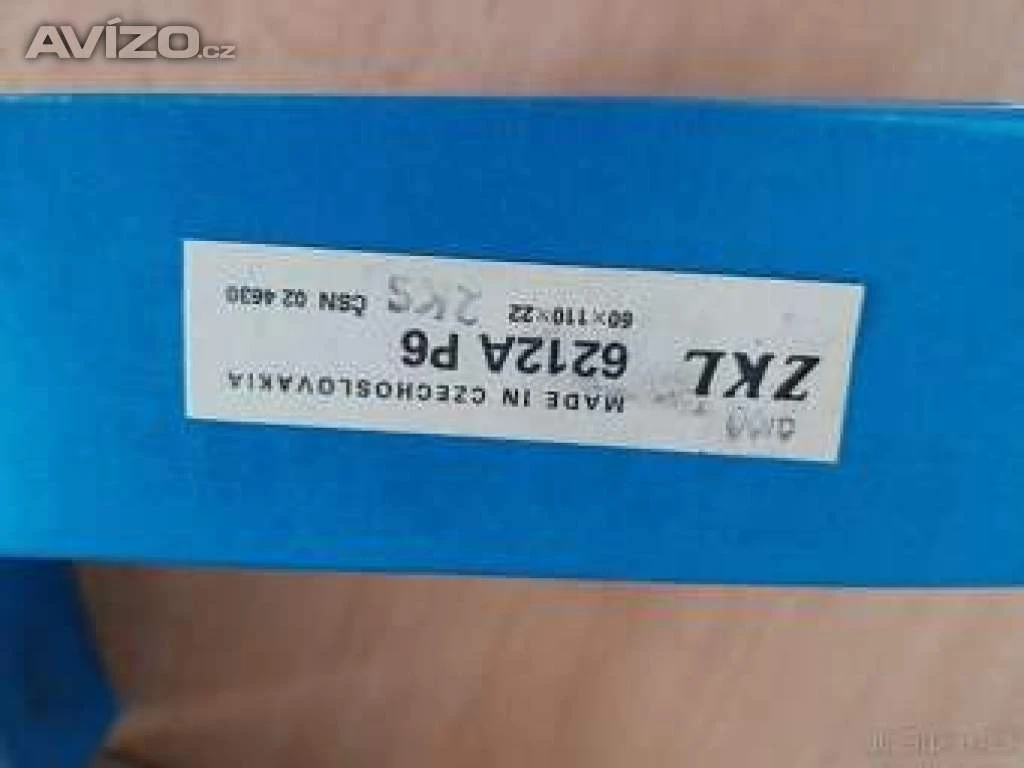 AVÍZO.cz
MADE IN CZECHOSLOVAKIA
ZKL 6212A P6
60×110×22 2KS ČSN 02 4630